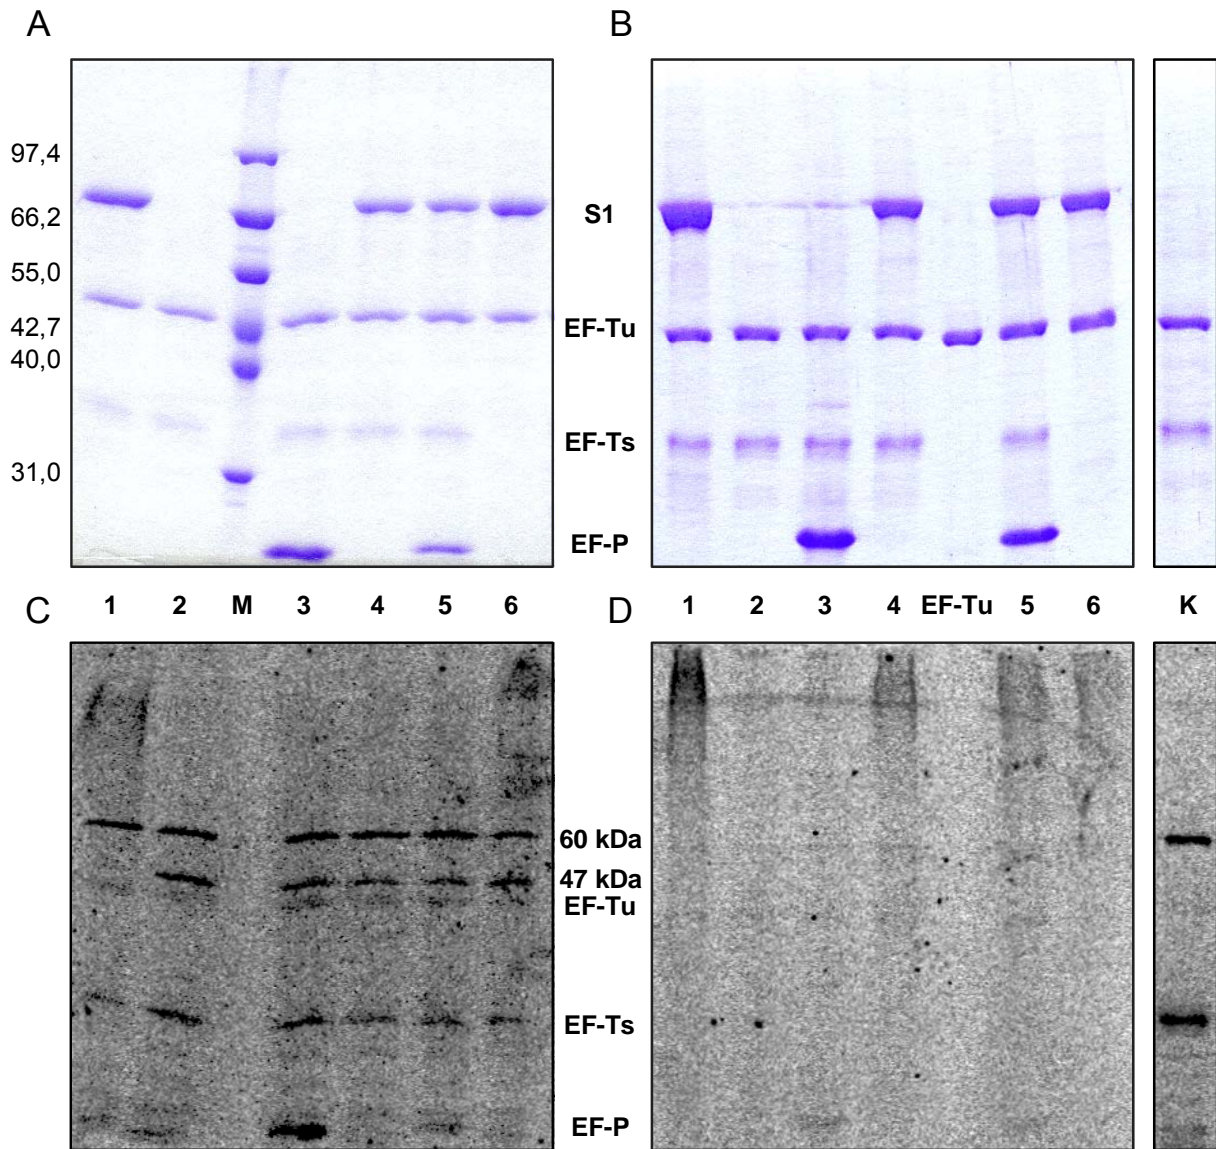 A
B
97,4
66,2
55,0
42,7
40,0
31,0
S1
EF-Tu
EF-Ts
EF-P
C
1 2 M 3 4 5 6
D
1 2 3 4 EF-Tu 5 6 K
60 kDa
47 kDa
EF-Tu
EF-Ts
EF-P